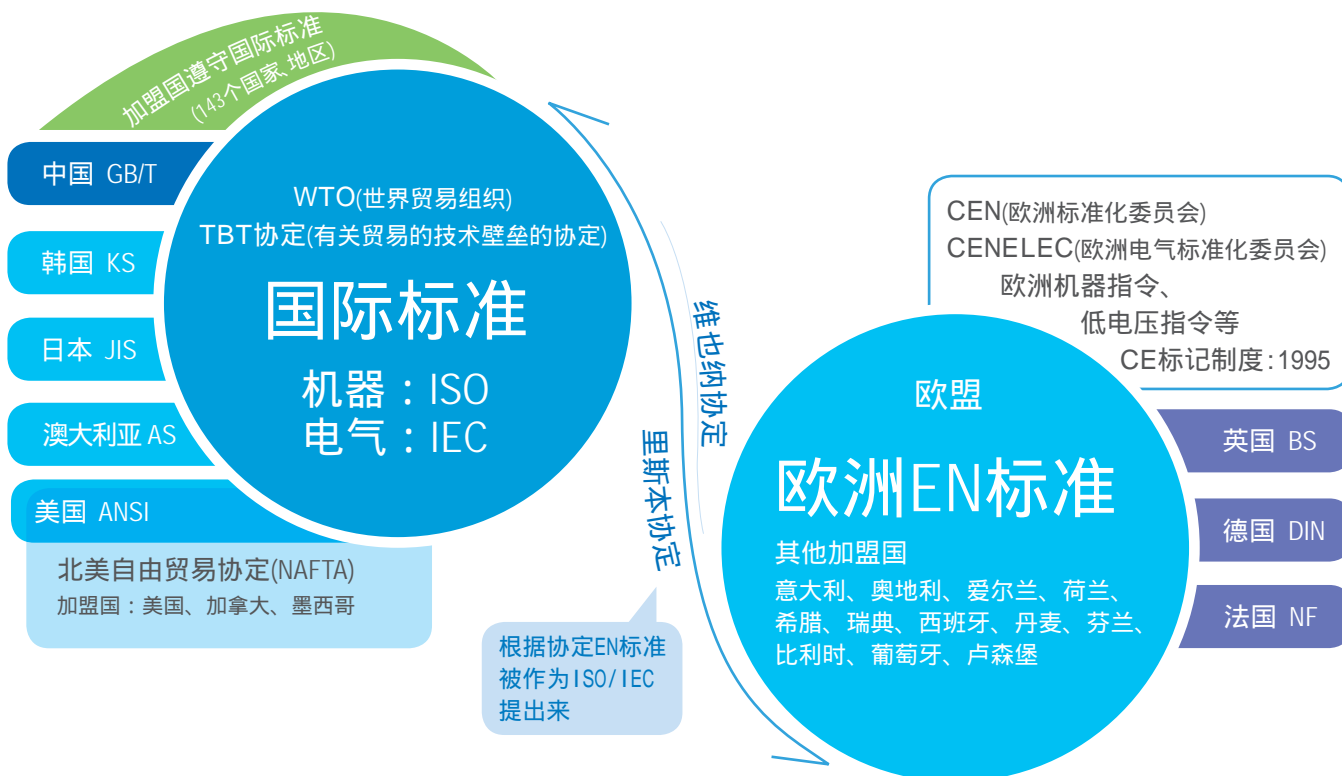 加盟国遵守国际标准
(143个国家、地区)
中国 GB/T
韩国 KS
日本 JIS
澳大利亚 AS
美国 ANSI
北美自由贸易协定(NAFTA)
加盟国：美国、加拿大、墨西哥
WTO(世界贸易组织)
TBT协定(有关贸易的技术壁垒的协定)
国际标准
机器：ISO
电气：IEC
维也纳协定
里斯本协定
根据协定EN标准
被作为ISO/IEC
提出来
CEN(欧洲标准化委员会)
CENELEC(欧洲电气标准化委员会)
欧洲机器指令、
低电压指令等
CE标记制度：1995
欧盟
欧洲EN标准
其他加盟国
意大利、奥地利、爱尔兰、荷兰、
希腊、瑞典、西班牙、丹麦、芬兰、
比利时、葡萄牙、卢森堡
英国 BS
德国 DIN
法国 NF